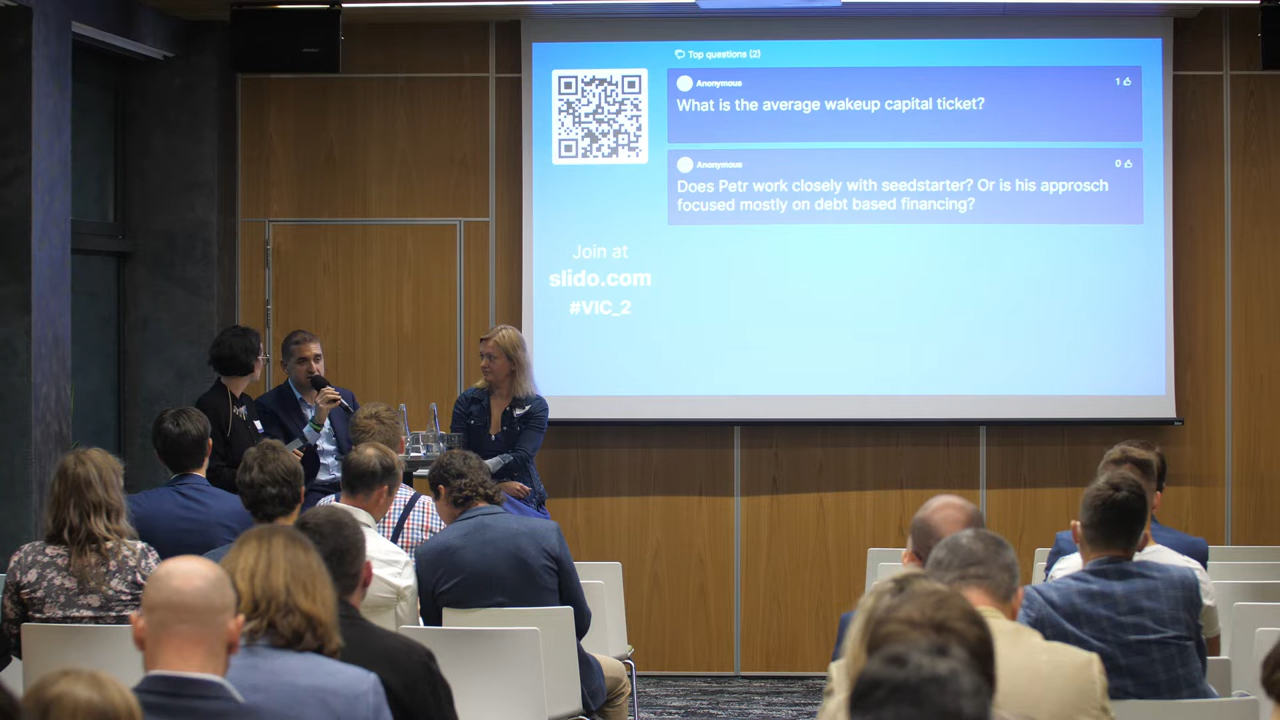 Top questions (2)
Anonymous
1
What is the average wakeup capital ticket?
Anonymous
0
Does Petr work closely with seedstarter? Or is his approsch
focused mostly on debt based financing?
Join at
slido.com
#VIC_2